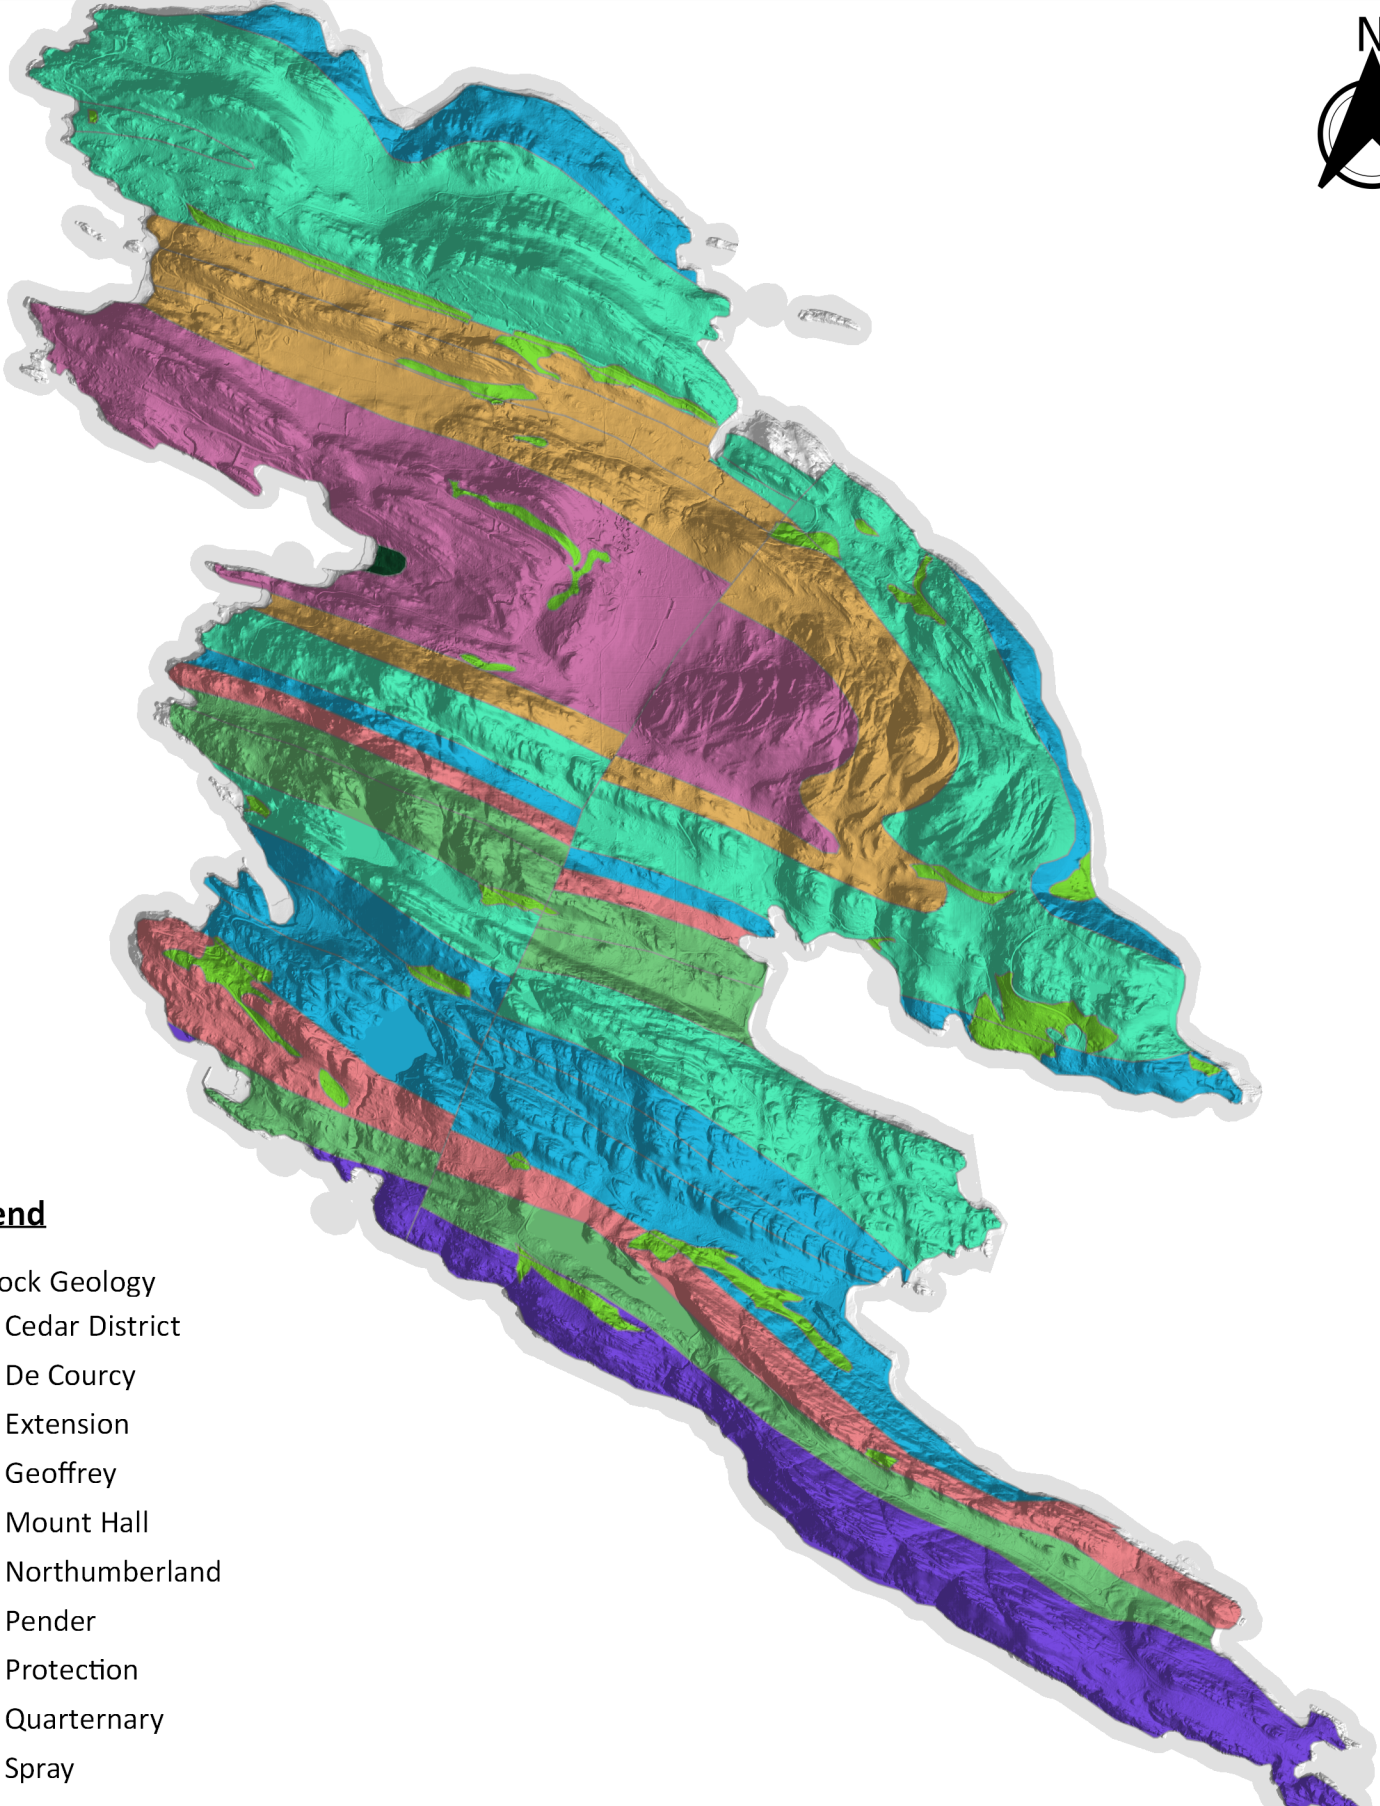 N
end
ock Geology
Cedar District
De Courcy
Extension
Geoffrey
Mount Hall
Northumberland
Pender
Protection
Quarternary
Spray